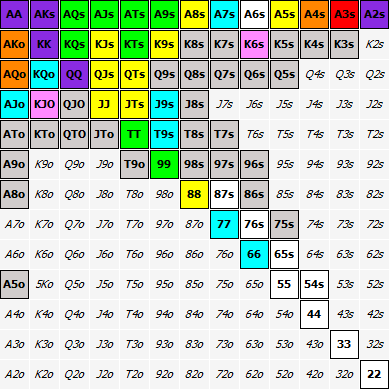 AA AKs AQs AJs ATs A9s A8s A7s A6s A5s A4s A3s A2s
AKo KK KQs KJs KTs K9s K8s K7s K6s K5s K4s K3s K2s
AQo KQo QQ QJs QTs Q9s Q8s Q7s Q6s Q5s Q4s Q3s Q2s
AJo KJO QJO JJ JTs J9s J8s J7s J6s J5s J4s J3s J2s
ATo KTo QTO JTo TT T9s T8s T7s T6s T5s T4s T3s T2s
A9o K9o Q9o J9o T9o 99 98s 97s 96s 95s 94s 93s 92s
A8o K8o Q8o J8o T8o 98o 88 87s 86s 85s 84s 83s 82s
A7o K7o Q7o J7o T7o 97o 87o 77 76s 75s 74s 73s 72s
A6o K6o Q6o J6o T6o 96o 86o 76o 66 65s 64s 63s 62s
A5o 5Ko Q5o J5o T5o 95o 85o 75o 65o 55 54s 53s 52s
A4o K4o Q4o J4o T4o 94o 84o 74o 64o 54o 44 43s 42s
A3o K3o Q3o J3o T3o 93o 83o 73o 63o 53o 43o 33 32s
A2o K2o Q2o J2o T2o 92o 82o 72o 62o 52o 42o 32o 22